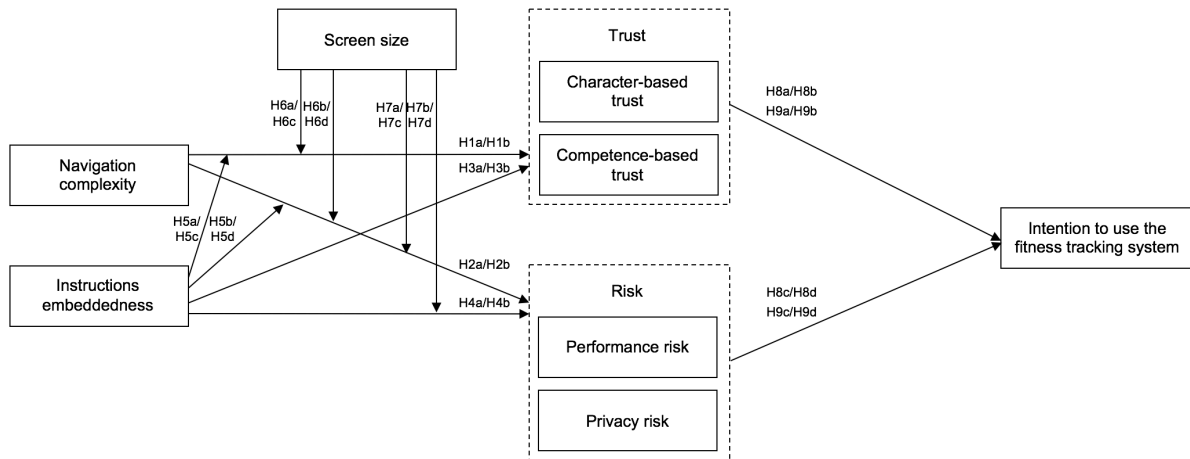 Screen size
Trust
Character-based
trust
Competence-based
trust
H6a/
H6c
H6b/
H6d
H7a/
H7c
H7b/
H7d
H8a/H8b
H9a/H9b
H1a/H1b
H3a/H3b
Navigation
complexity
H5a/
H5c
H5b/
H5d
Intention to use the
fitness tracking system
Instructions
embeddedness
H2a/H2b
H4a/H4b
Risk
Performance risk
Privacy risk
H8c/H8d
H9c/H9d